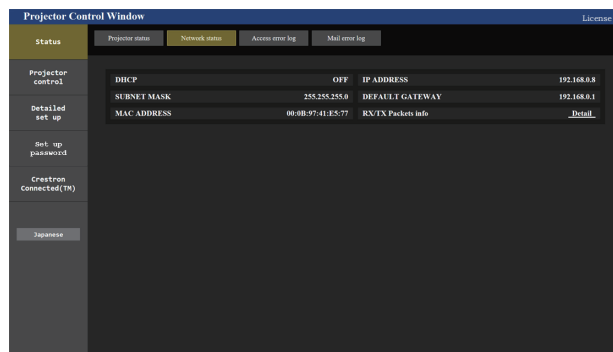 Projector Control Window
License
Status
Projector status
Network status
Access error log
Mail error log
Projector
control
Detailed
set up
Set up
password
Crestron
Connected(TM)
Japanese
DHCP OFF IP ADDRESS 192.168.0.8
SUBNET MASK 255.255.255.0 DEFAULT GATEWAY 192.168.0.1
MAC ADDRESS 00:0B:97:41:E5:77 RX/TX Packets info Detail